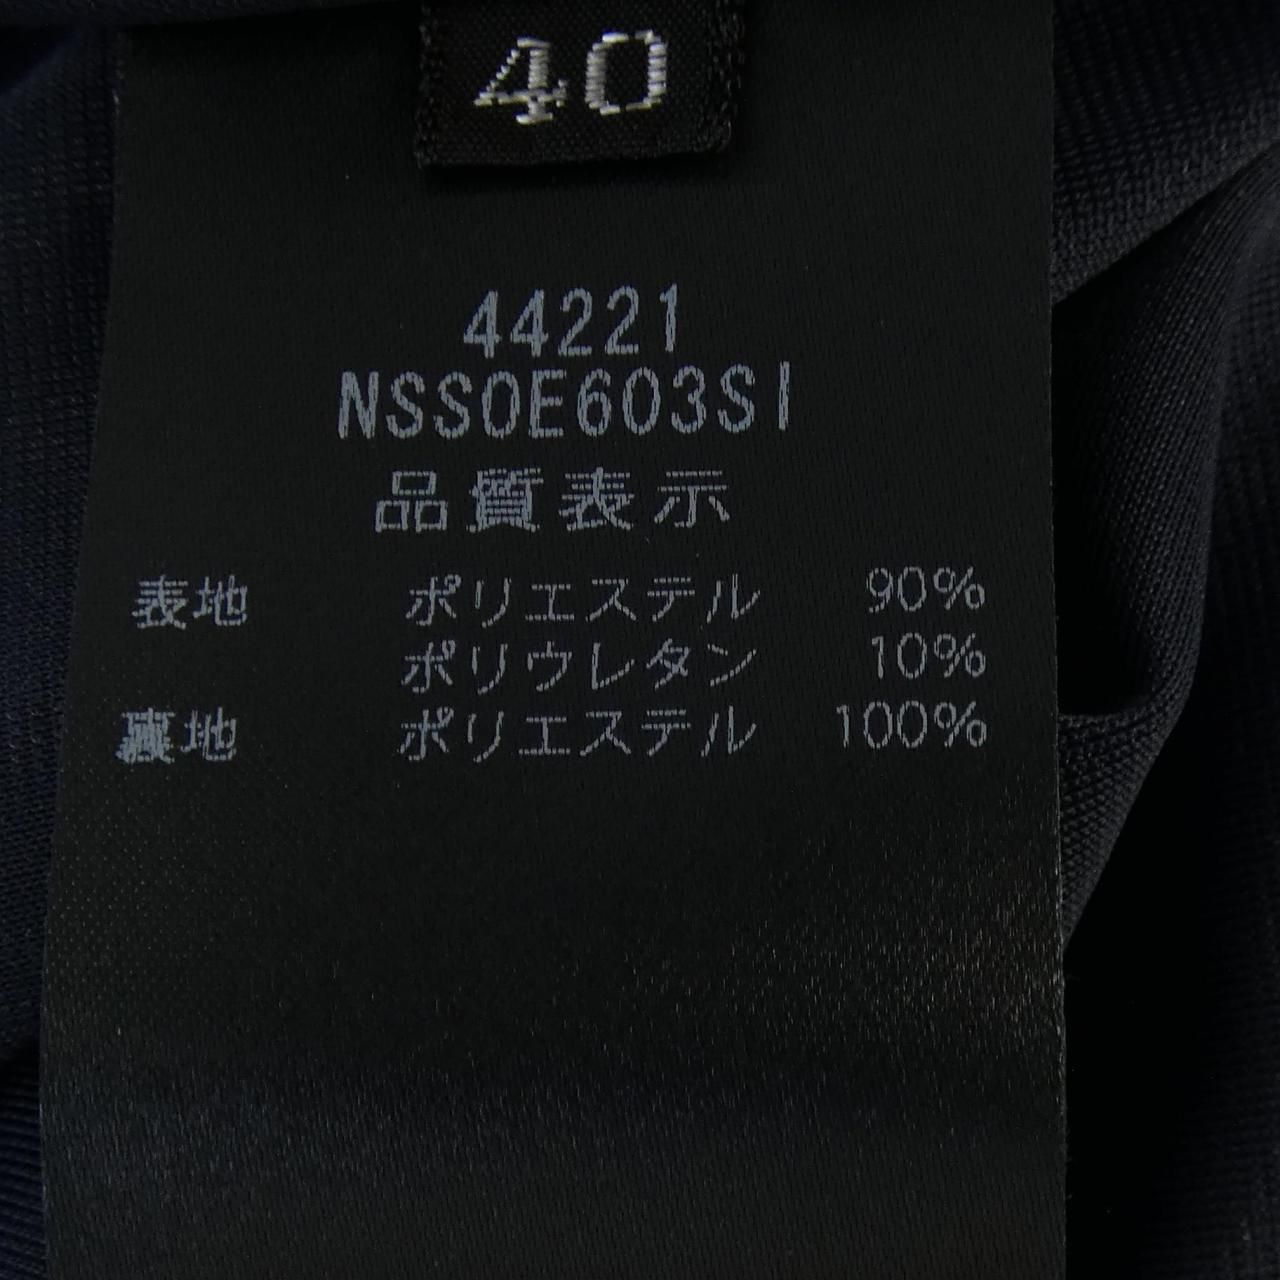 40
44221
NSS0E603SI
品質表示
表地 ポリエステル 90%
ポリウレタン 10%
裏地 ポリエステル 100%